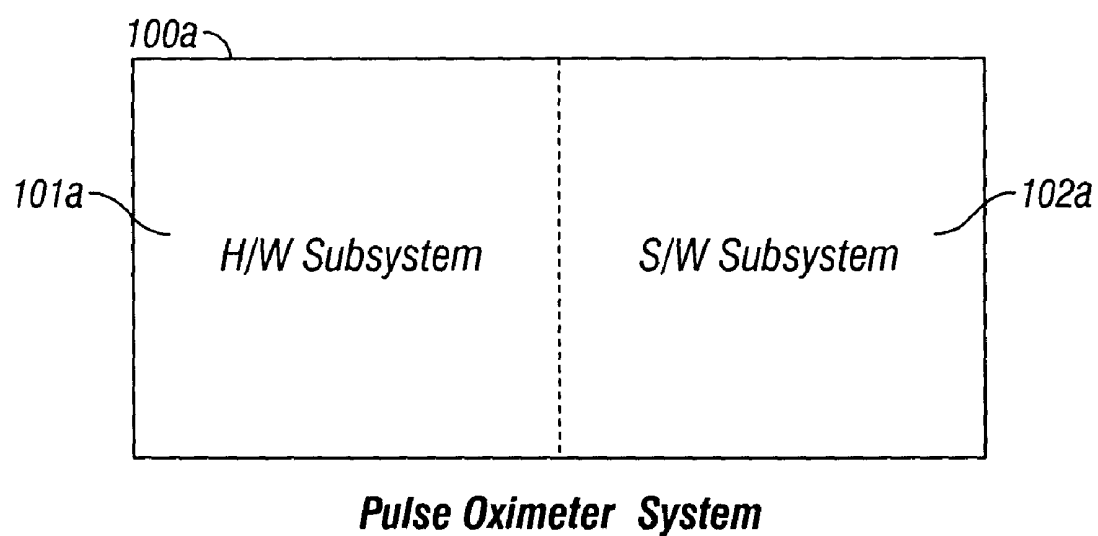 100a
101a
102a
H/W Subsystem
S/W Subsystem
Pulse Oximeter System